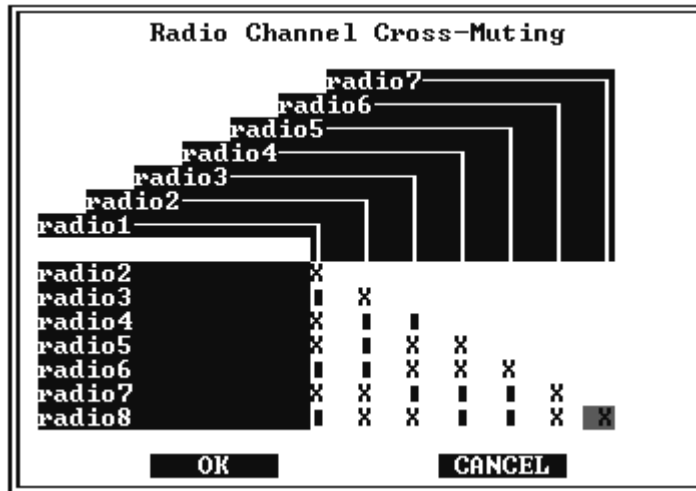 Radio Channel Cross-Muting
radio7
radio6
radio5
radio4
radio3
radio2
radio1
radio2 X
radio3 ▮ X
radio4 X ▮ ▮
radio5 X ▮ X X
radio6 ▮ ▮ X X X
radio7 X X ▮ ▮ ▮ X
radio8 ▮ X X ▮ ▮ X X
OK CANCEL